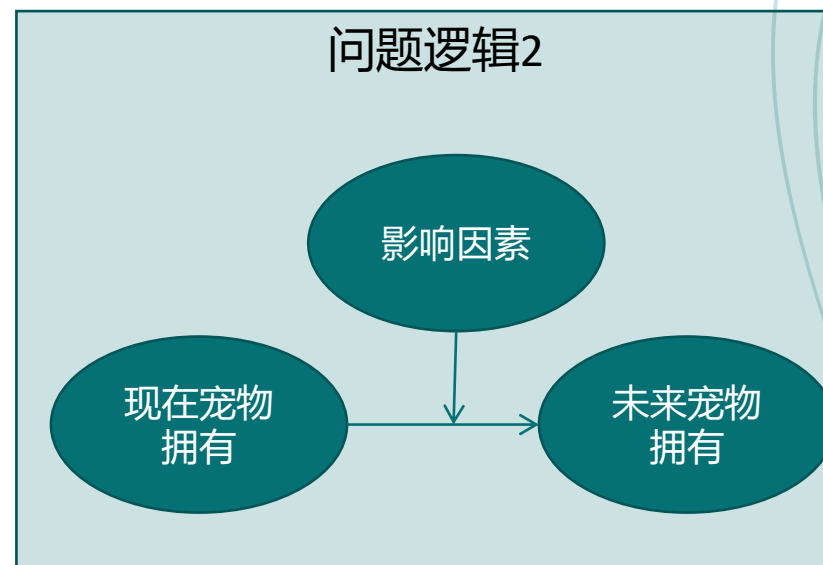 问题逻辑2
影响因素
现在宠物
拥有
未来宠物
拥有